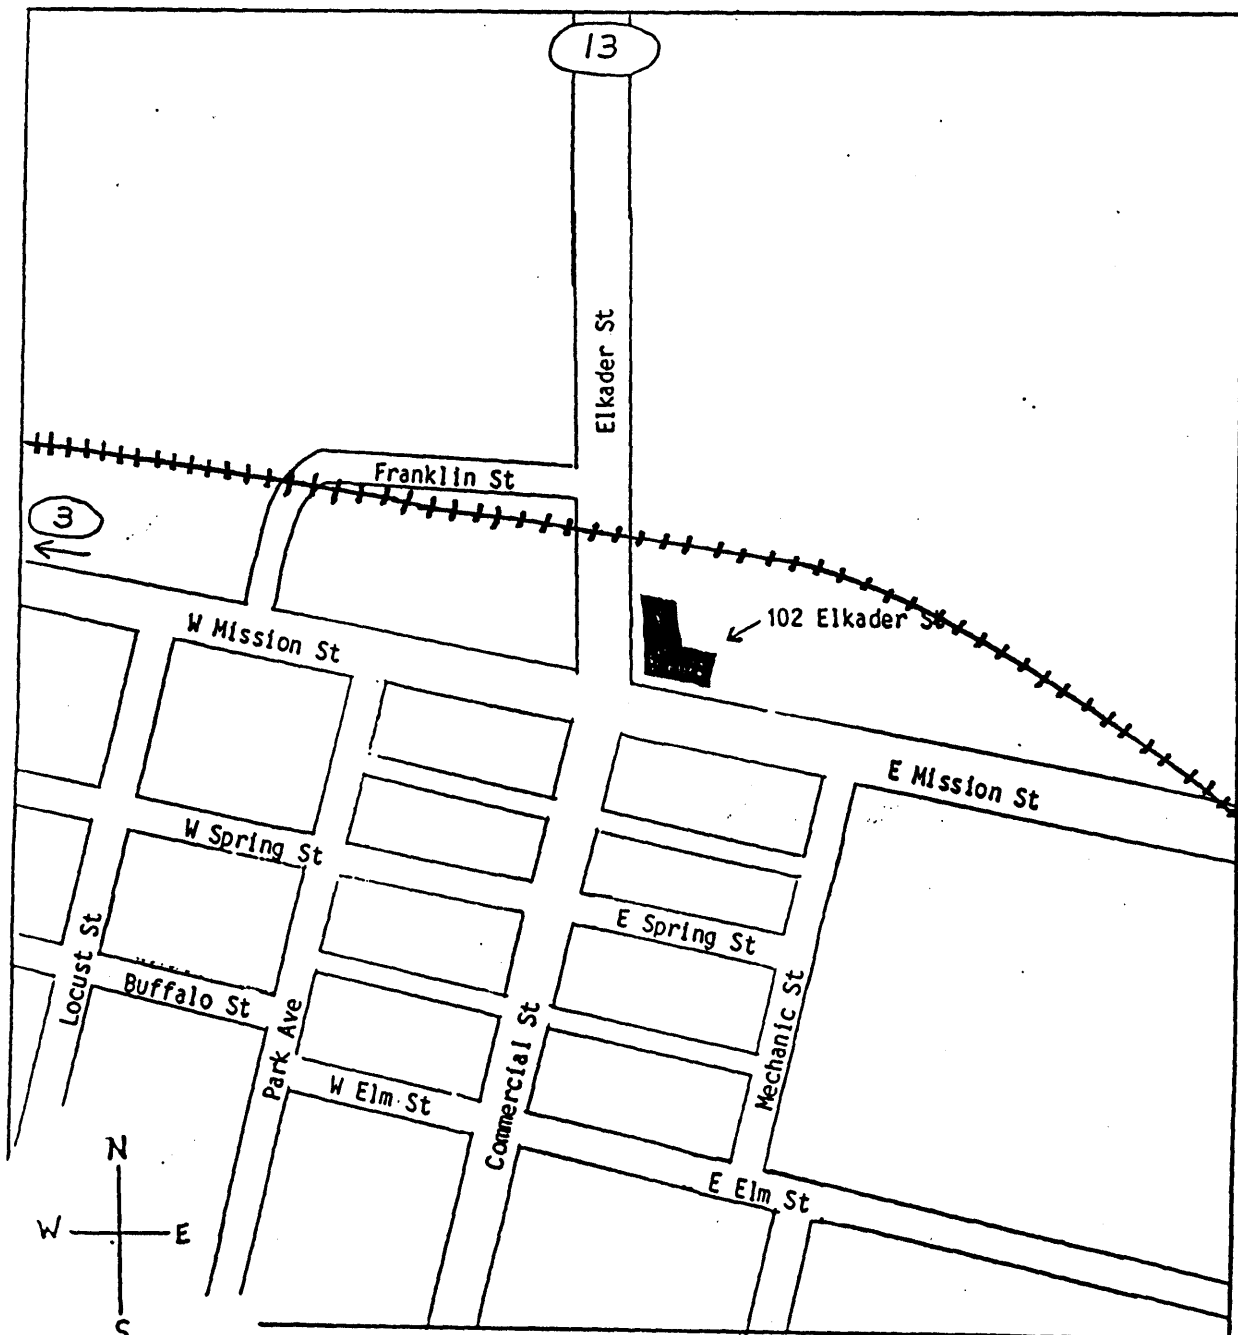 13
Elkader St
Franklin St
3
102 Elkader St
W Mission St
E Mission St
W Spring St
E Spring St
Locust St
Buffalo St
Park Ave
Commercial St
Mechanic St
W Elm St
E Elm St
N
W
E
S